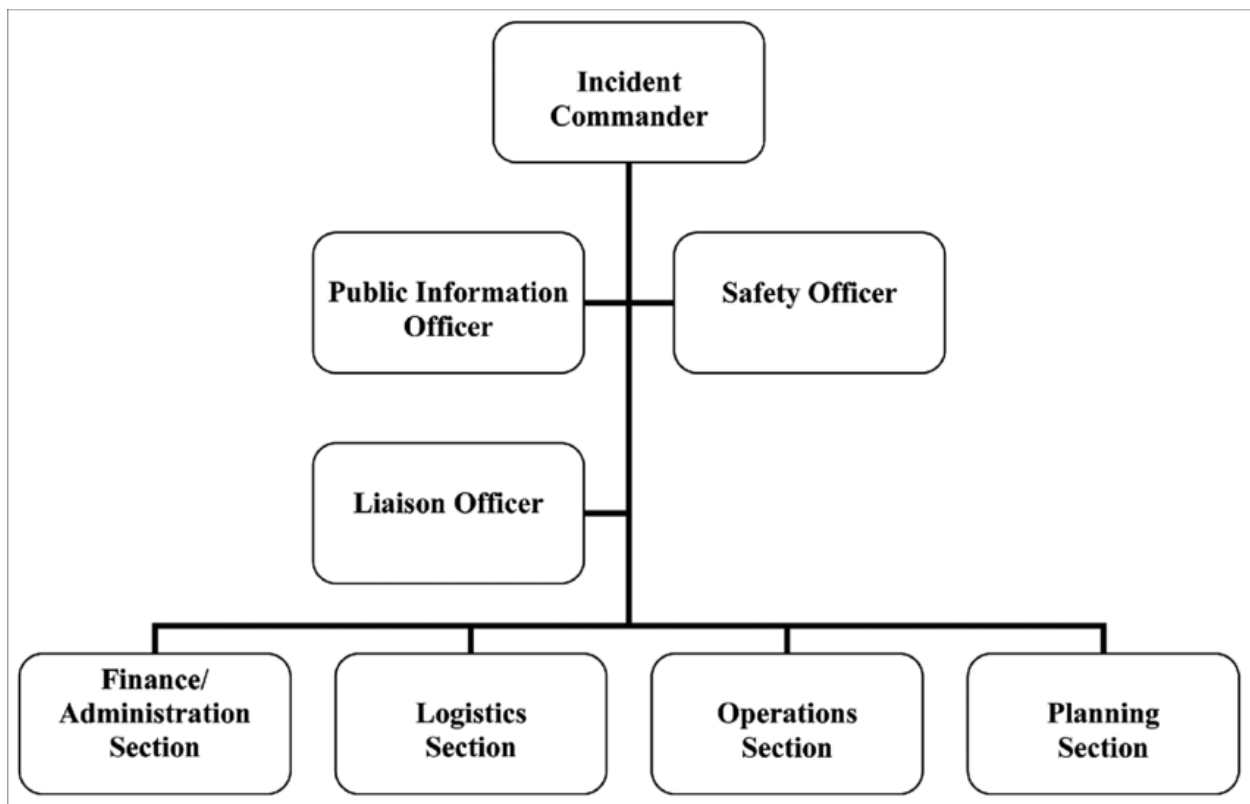 Incident
Commander
Public Information
Officer
Safety Officer
Liaison Officer
Finance/
Administration
Section
Logistics
Section
Operations
Section
Planning
Section